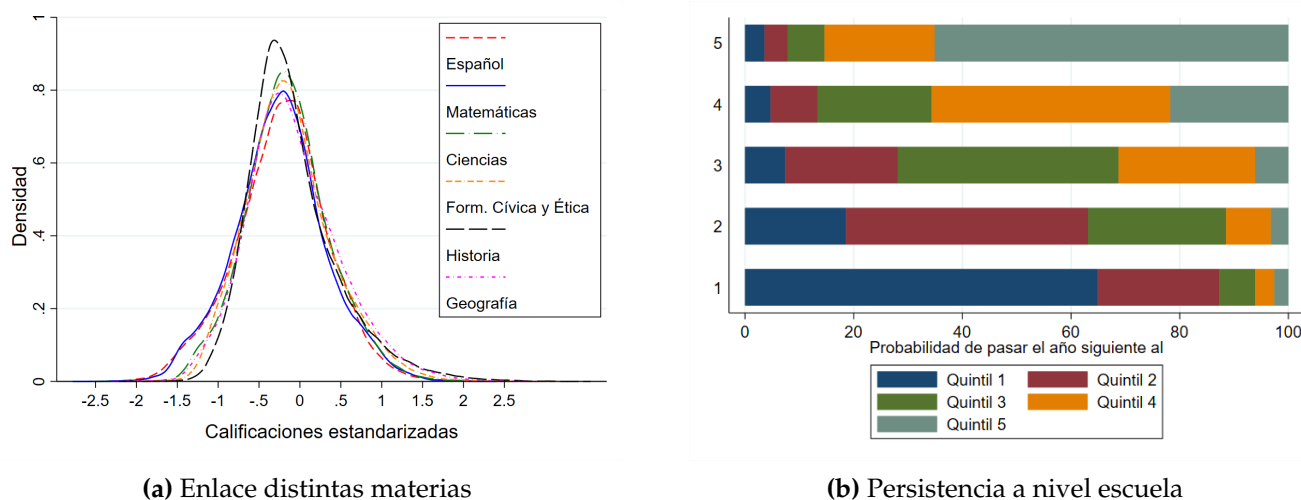 Densidad
1
.8
.6
.4
.2
0
-2.5 -2 -1.5 -1 -.5 0 .5 1 1.5 2 2.5
Calificaciones estandarizadas
Español
Matemáticas
Ciencias
Form. Cívica y Ética
Historia
Geografía
(a) Enlace distintas materias
5
4
3
2
1
0 20 40 60 80 100
Probabilidad de pasar el año siguiente al
Quintil 1 Quintil 2
Quintil 3 Quintil 4
Quintil 5
(b) Persistencia a nivel escuela